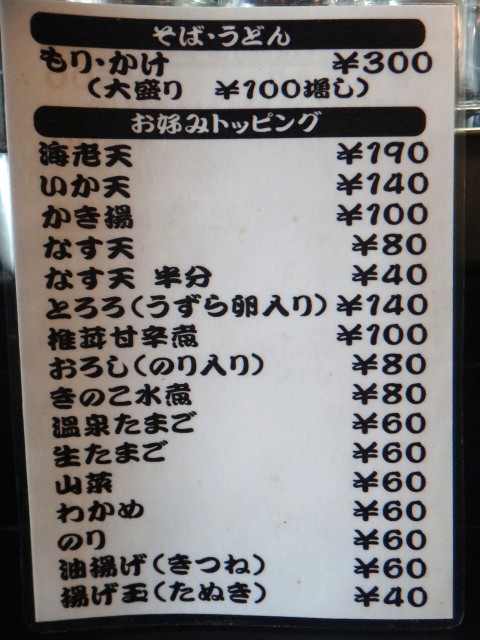 そば・うどん
もり・かけ ¥300
（大盛り ¥100増し）
お好みトッピング
海老天 ¥190
いか天 ¥140
かき揚 ¥100
なす天 ¥80
なす天 半分 ¥40
とろろ（うずら卵入り）¥140
椎茸甘辛煮 ¥100
おろし（のり入り） ¥80
きのこ水煮 ¥80
温泉たまご ¥60
生たまご ¥60
山菜 ¥60
わかめ ¥60
のり ¥60
油揚げ（きつね） ¥60
揚げ玉（たぬき） ¥40